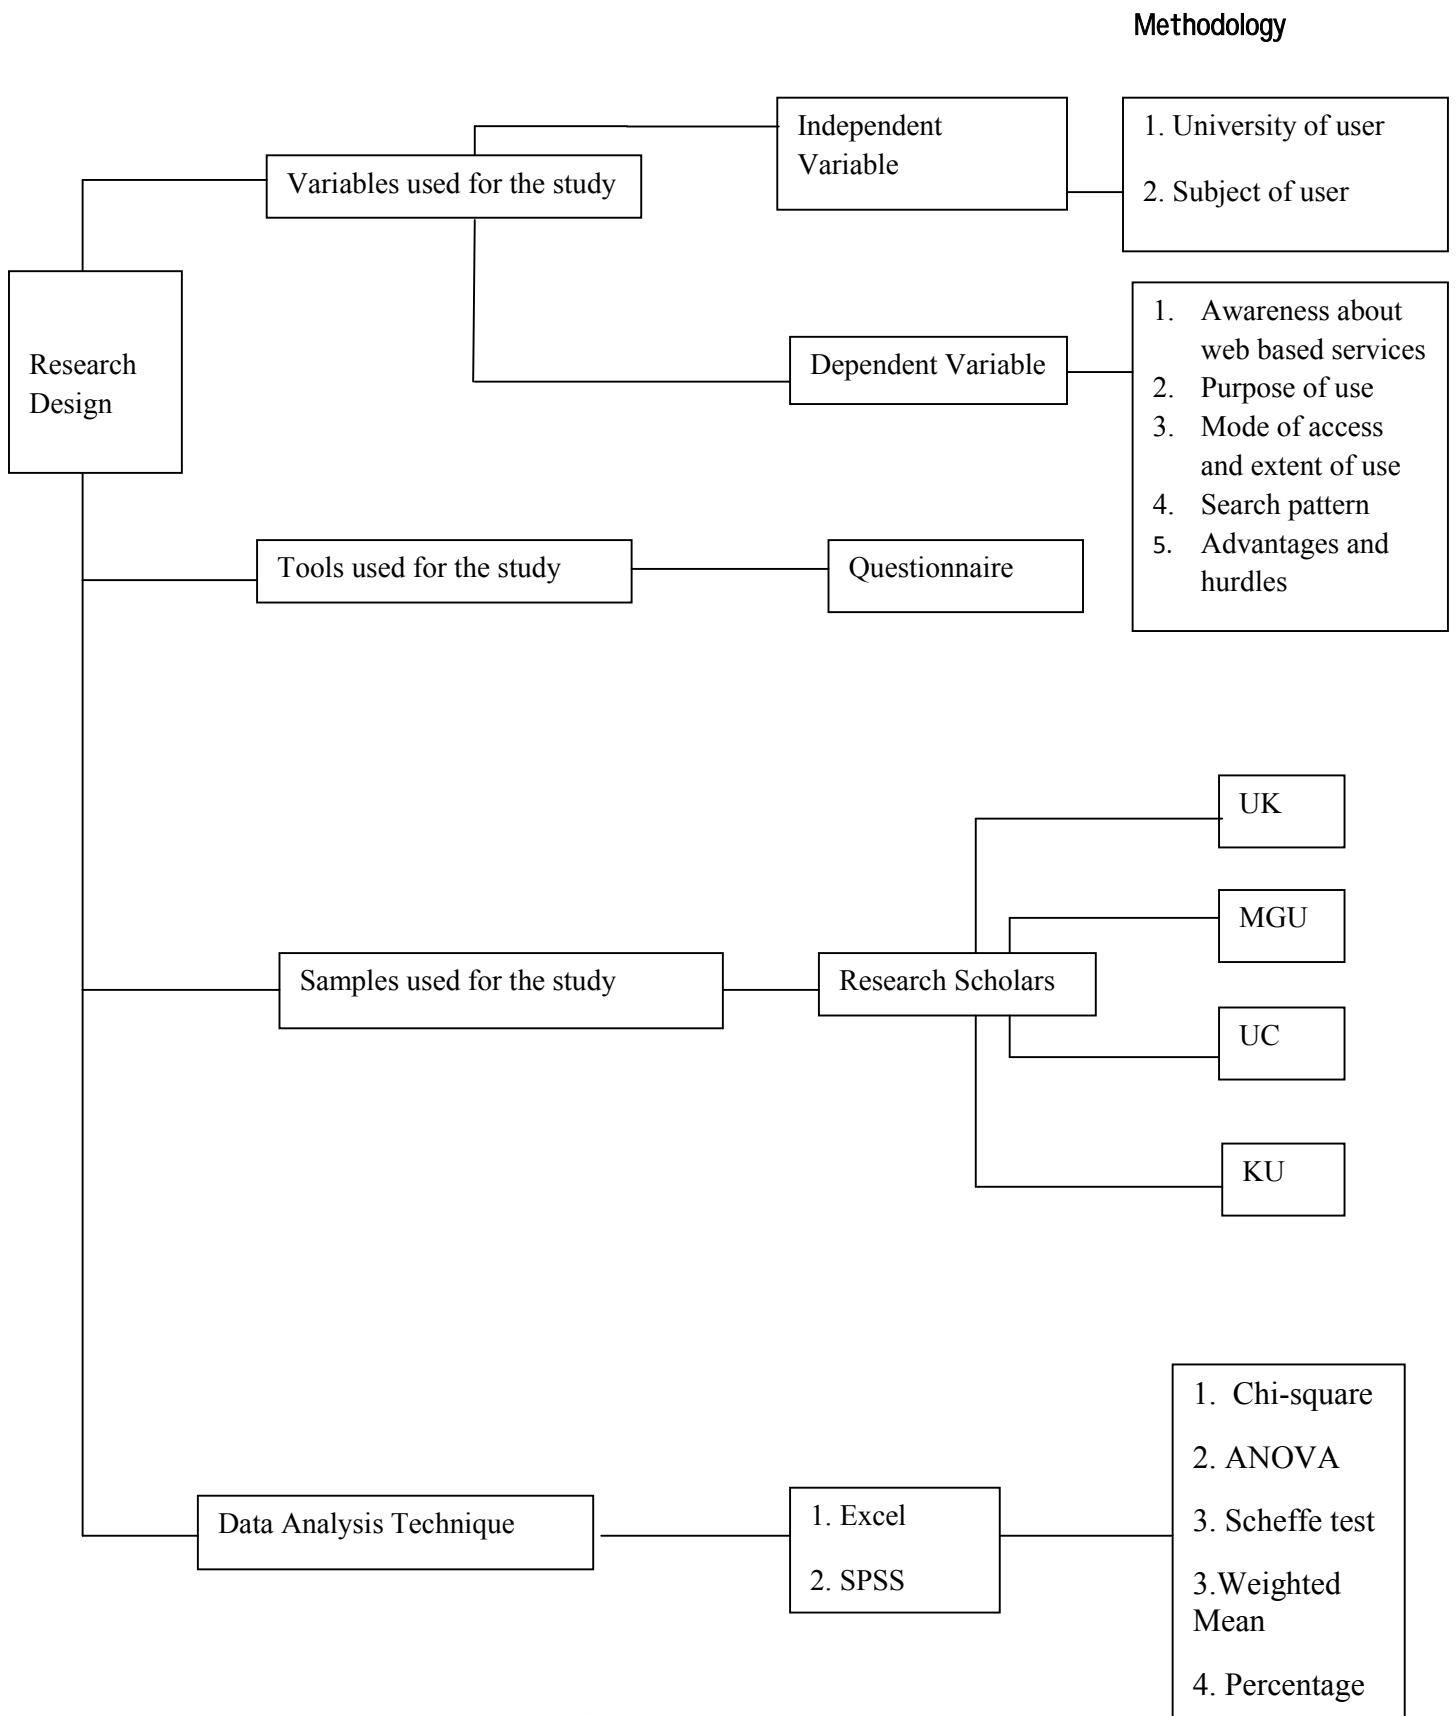 Methodology
Independent
Variable
1. University of user
2. Subject of user
Variables used for the study
Research
Design
Dependent Variable
1. Awareness about
web based services
2. Purpose of use
3. Mode of access
and extent of use
4. Search pattern
5. Advantages and
hurdles
Tools used for the study
Questionnaire
UK
MGU
Samples used for the study
Research Scholars
UC
KU
Data Analysis Technique
1. Excel
2. SPSS
1. Chi-square
2. ANOVA
3. Scheffe test
3.Weighted
Mean
4. Percentage